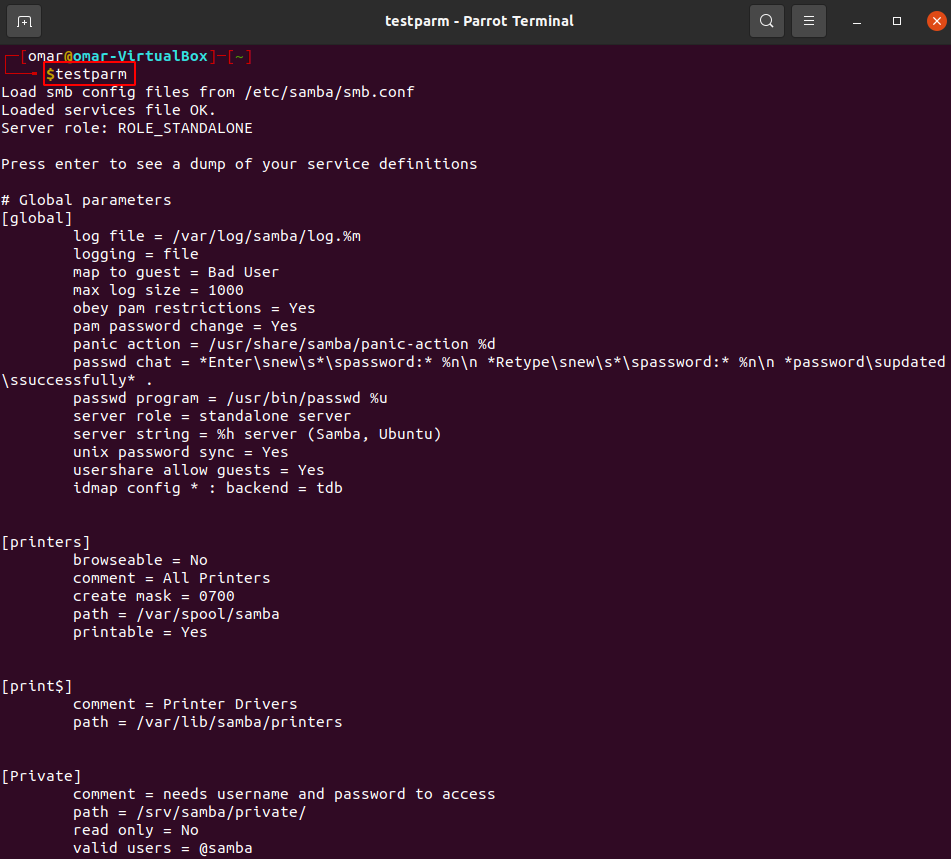 testparm - Parrot Terminal
[omar@omar-VirtualBox]-[~]
$testparm
Load smb config files from /etc/samba/smb.conf
Loaded services file OK.
Server role: ROLE_STANDALONE
Press enter to see a dump of your service definitions
# Global parameters
[global]
log file = /var/log/samba/log.%m
logging = file
map to guest = Bad User
max log size = 1000
obey pam restrictions = Yes
pam password change = Yes
panic action = /usr/share/samba/panic-action %d
passwd chat = *Enter\snew\s*\spassword:* %n\n *Retype\snew\s*\spassword:* %n\n *password\supdated
\ssuccessfully* .
passwd program = /usr/bin/passwd %u
server role = standalone server
server string = %h server (Samba, Ubuntu)
unix password sync = Yes
usershare allow guests = Yes
idmap config * : backend = tdb
[printers]
browseable = No
comment = All Printers
create mask = 0700
path = /var/spool/samba
printable = Yes
[print$]
comment = Printer Drivers
path = /var/lib/samba/printers
[Private]
comment = needs username and password to access
path = /srv/samba/private/
read only = No
valid users = @samba